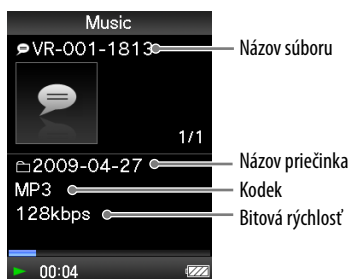 Music
VR-001-1813
Názov súboru
1/1
2009-04-27
Názov priečinka
MP3
Kodek
128kbps
Bitová rýchlosť
00:04